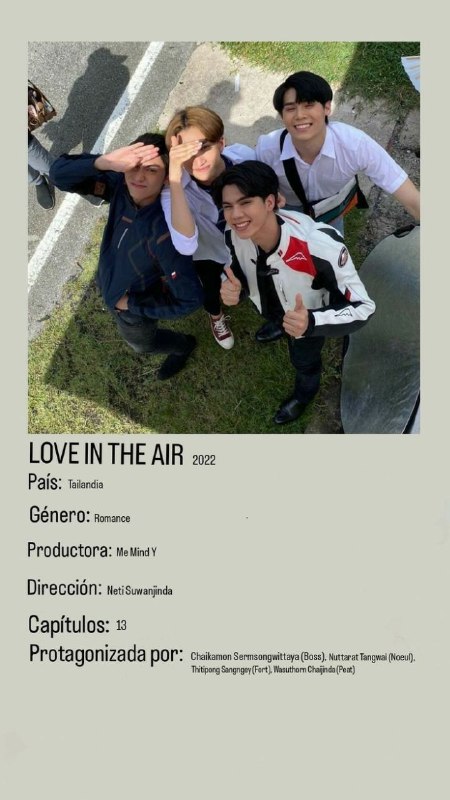 LOVE IN THE AIR 2022
País: Tailandia
Género: Romance
Productora: Me Mind Y
Dirección: Neti Suwanjinda
Capítulos: 13
Protagonizada por: Chaikamon Sermsongwittaya (Boss), Nuttarat Tangwai (Noeul),
Thitipong Sangngey (Fort), Wasuthorn Chaijinda (Peat)